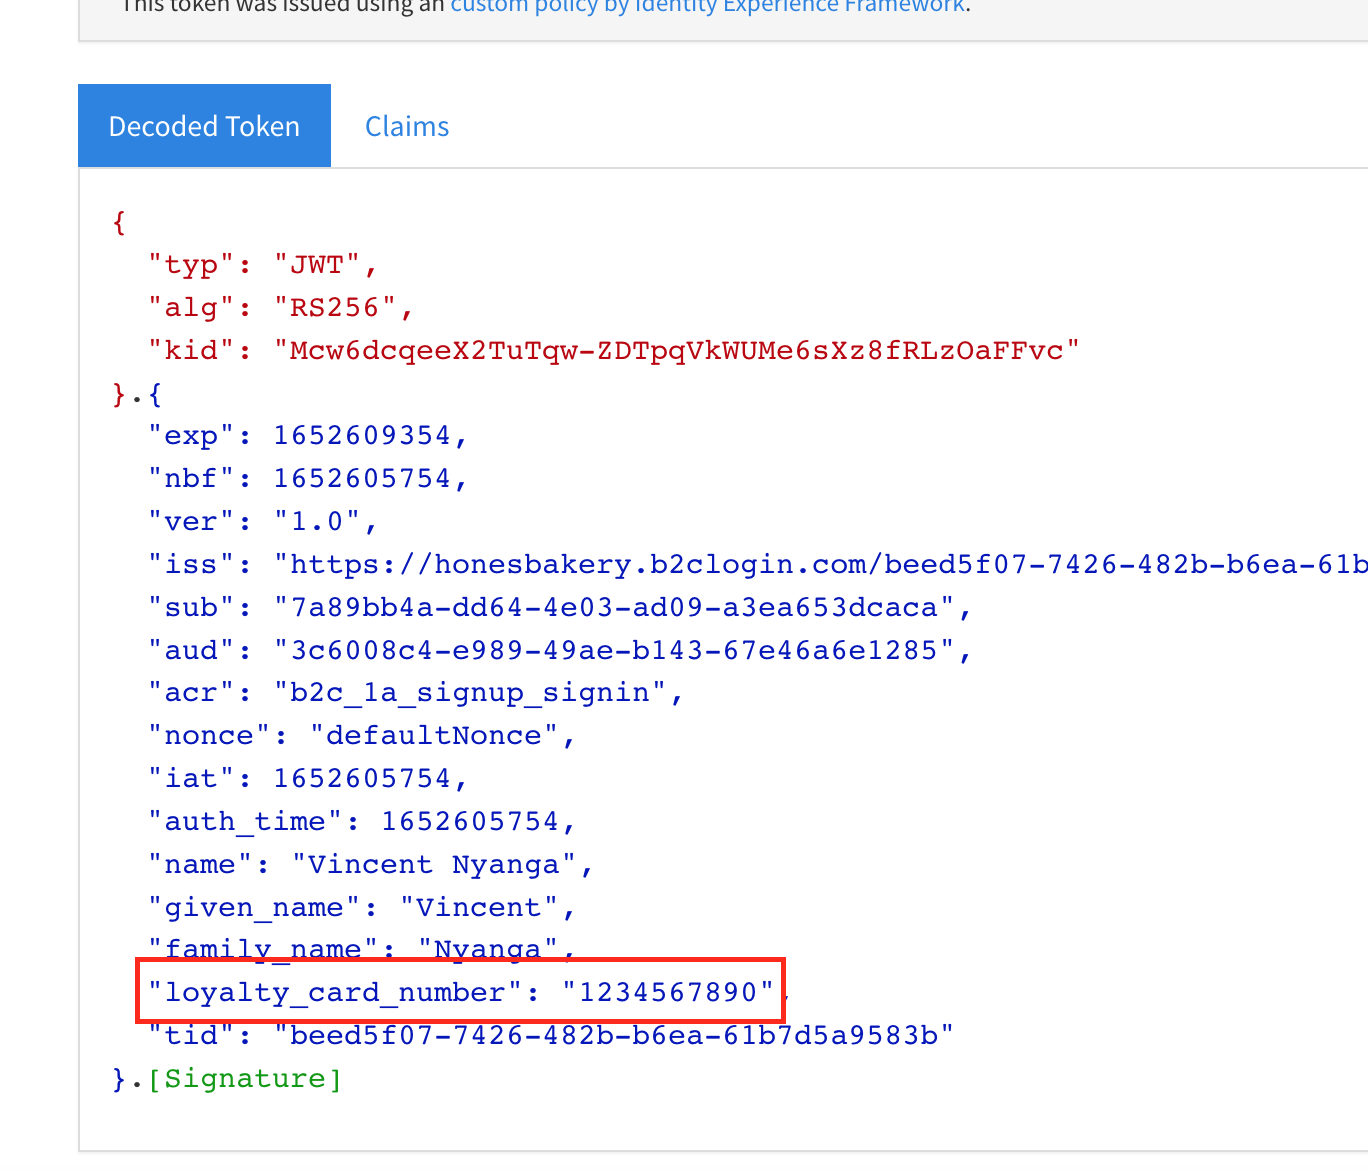 This token was issued using an custom policy by Identity Experience Framework.
Decoded Token Claims
{
"typ": "JWT",
"alg": "RS256",
"kid": "Mcw6dcqeeX2TuTqw-ZDTpqVkWUMe6sXz8fRLzOaFFvc"
}.{
"exp": 1652609354,
"nbf": 1652605754,
"ver": "1.0",
"iss": "https://honesbakery.b2clogin.com/beed5f07-7426-482b-b6ea-61b
"sub": "7a89bb4a-dd64-4e03-ad09-a3ea653dcaca",
"aud": "3c6008c4-e989-49ae-b143-67e46a6e1285",
"acr": "b2c_1a_signup_signin",
"nonce": "defaultNonce",
"iat": 1652605754,
"auth_time": 1652605754,
"name": "Vincent Nyanga",
"given_name": "Vincent",
"family_name": "Nyanga",
"loyalty_card_number": "1234567890",
"tid": "beed5f07-7426-482b-b6ea-61b7d5a9583b"
}.[Signature]